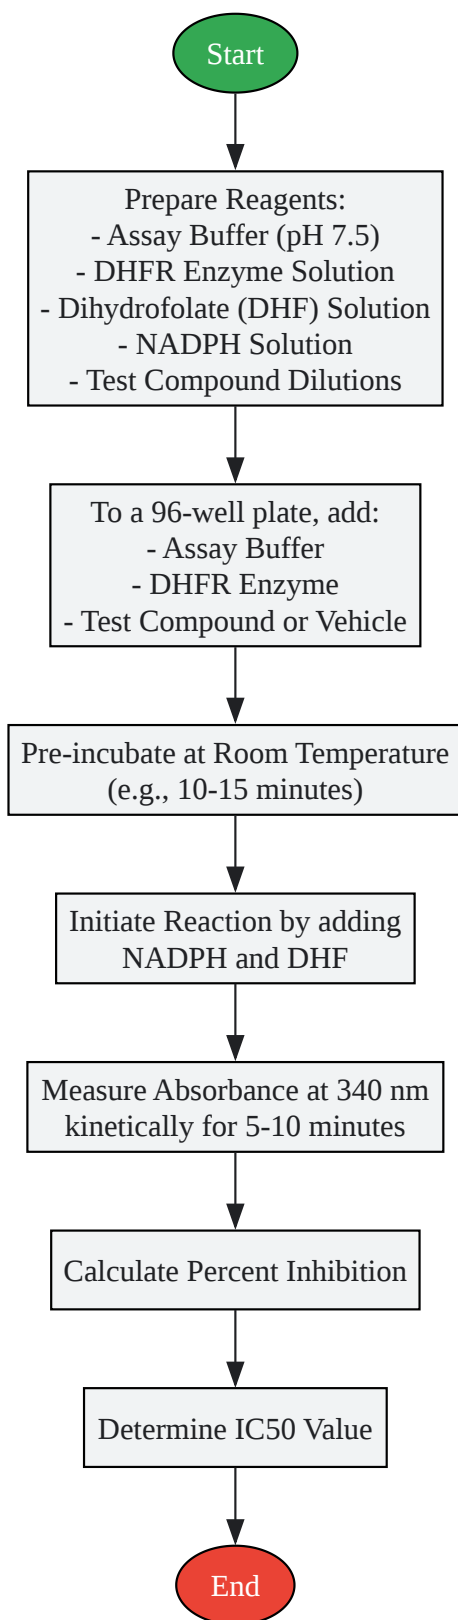 Start
Prepare Reagents:
- Assay Buffer (pH 7.5)
- DHFR Enzyme Solution
- Dihydrofolate (DHF) Solution
- NADPH Solution
- Test Compound Dilutions
To a 96-well plate, add:
- Assay Buffer
- DHFR Enzyme
- Test Compound or Vehicle
Pre-incubate at Room Temperature
(e.g., 10-15 minutes)
Initiate Reaction by adding
NADPH and DHF
Measure Absorbance at 340 nm
kinetically for 5-10 minutes
Calculate Percent Inhibition
Determine IC50 Value
End